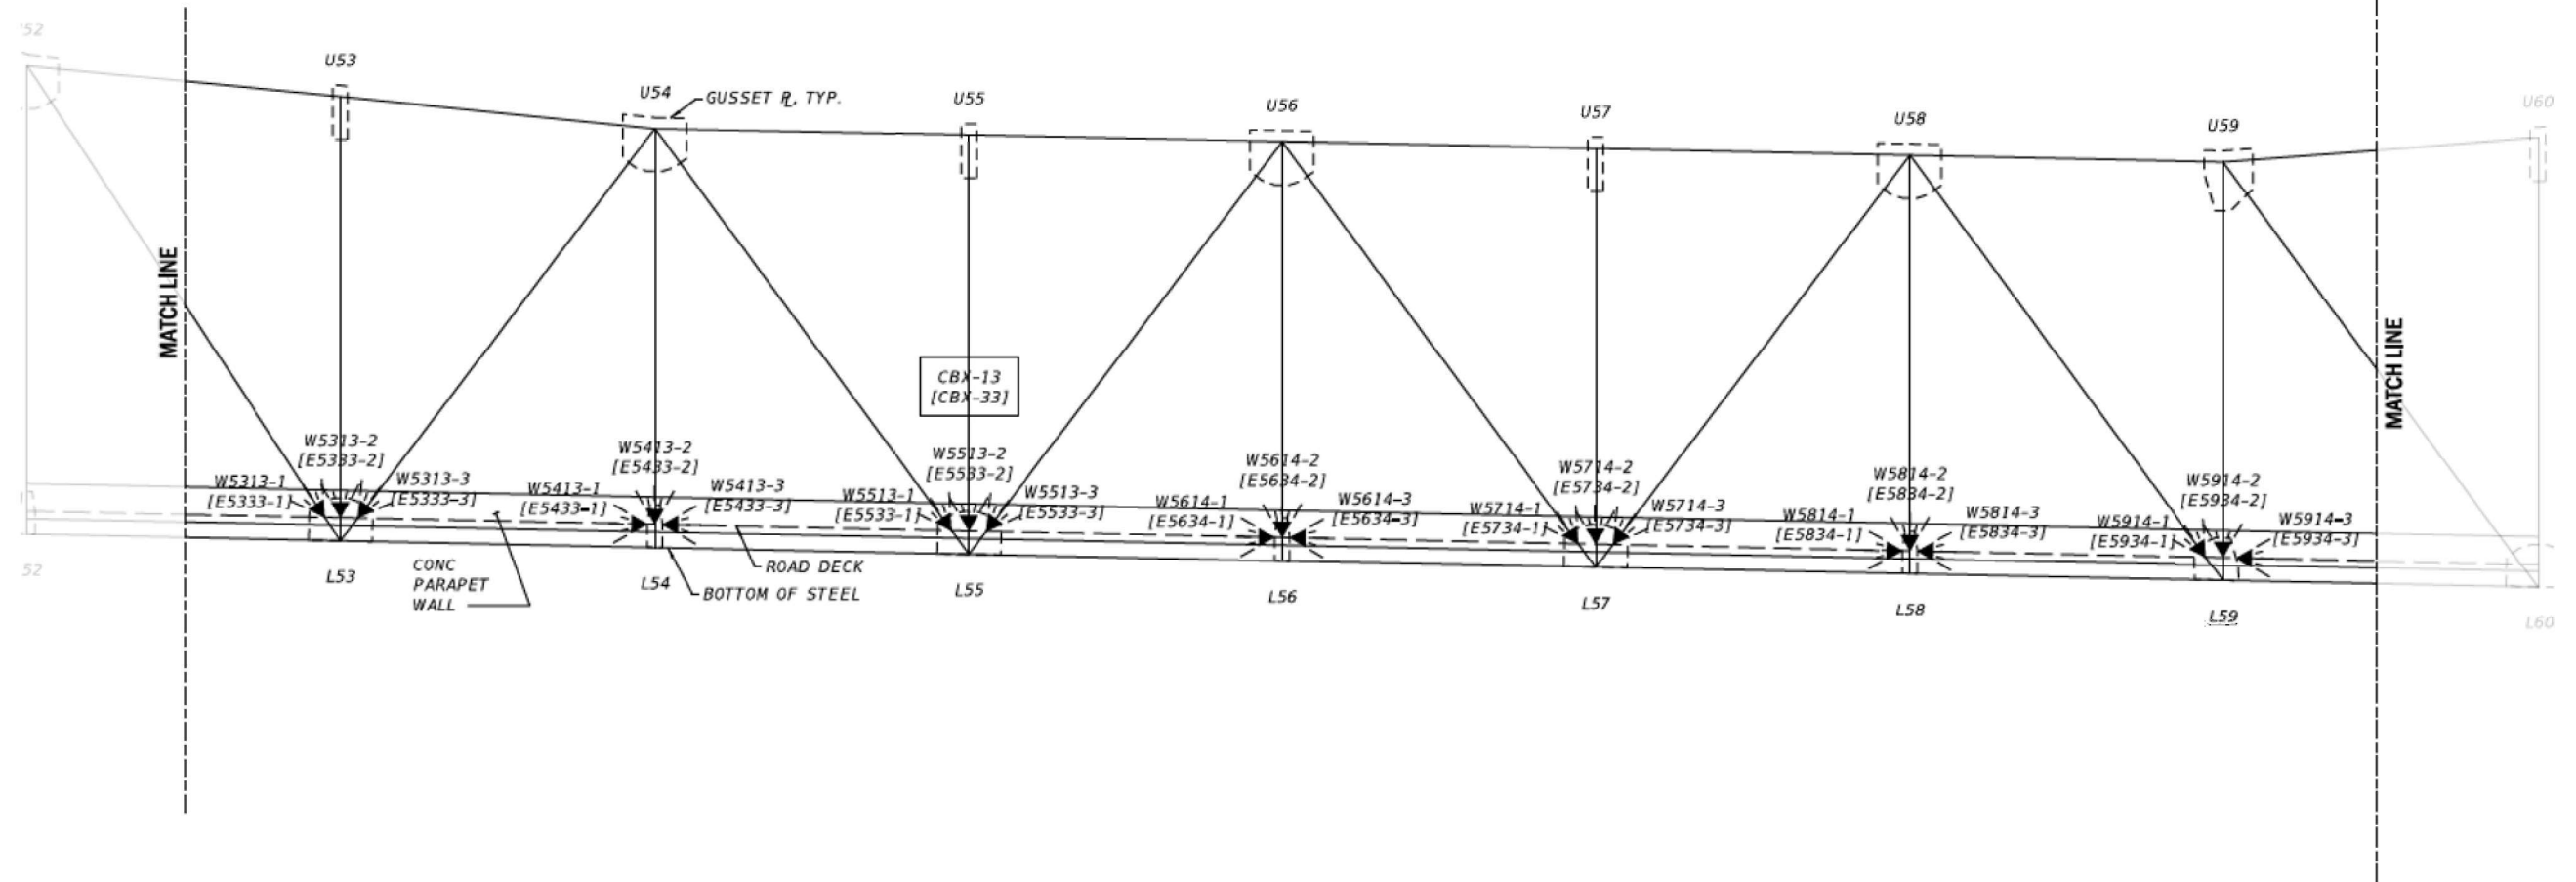 52
U53
U54
GUSSET PL, TYP.
U55
U56
U57
U58
U59
U60
MATCH LINE
MATCH LINE
CBX-13
[CBX-33]
W5313-1
[E5333-1]
W5313-2
[E5333-2]
W5313-3
[E5333-3]
W5413-1
[E5433-1]
W5413-2
[E5433-2]
W5413-3
[E5433-3]
W5513-1
[E5533-1]
W5513-2
[E5533-2]
W5513-3
[E5533-3]
W5614-1
[E5634-1]
W5614-2
[E5634-2]
W5614-3
[E5634-3]
W5714-1
[E5734-1]
W5714-2
[E5734-2]
W5714-3
[E5734-3]
W5814-1
[E5834-1]
W5814-2
[E5834-2]
W5814-3
[E5834-3]
W5914-1
[E5934-1]
W5914-2
[E5934-2]
W5914-3
[E5934-3]
52
L53
CONC
PARAPET
WALL
L54
ROAD DECK
BOTTOM OF STEEL
L55
L56
L57
L58
L59
L60